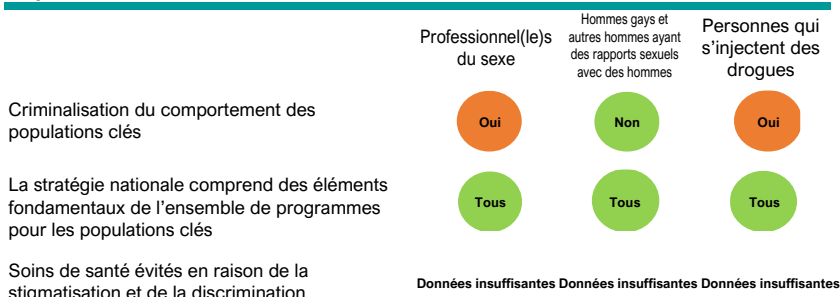 Professionnel(le)s
du sexe
Hommes gays et
autres hommes ayant
des rapports sexuels
avec des hommes
Personnes qui
s'injectent des
drogues
Criminalisation du comportement des
populations clés
Oui
Non
Oui
La stratégie nationale comprend des éléments
fondamentaux de l'ensemble de programmes
pour les populations clés
Tous
Tous
Tous
Soins de santé évités en raison de la
stigmatisation et de la discrimination
Données insuffisantes Données insuffisantes Données insuffisantes